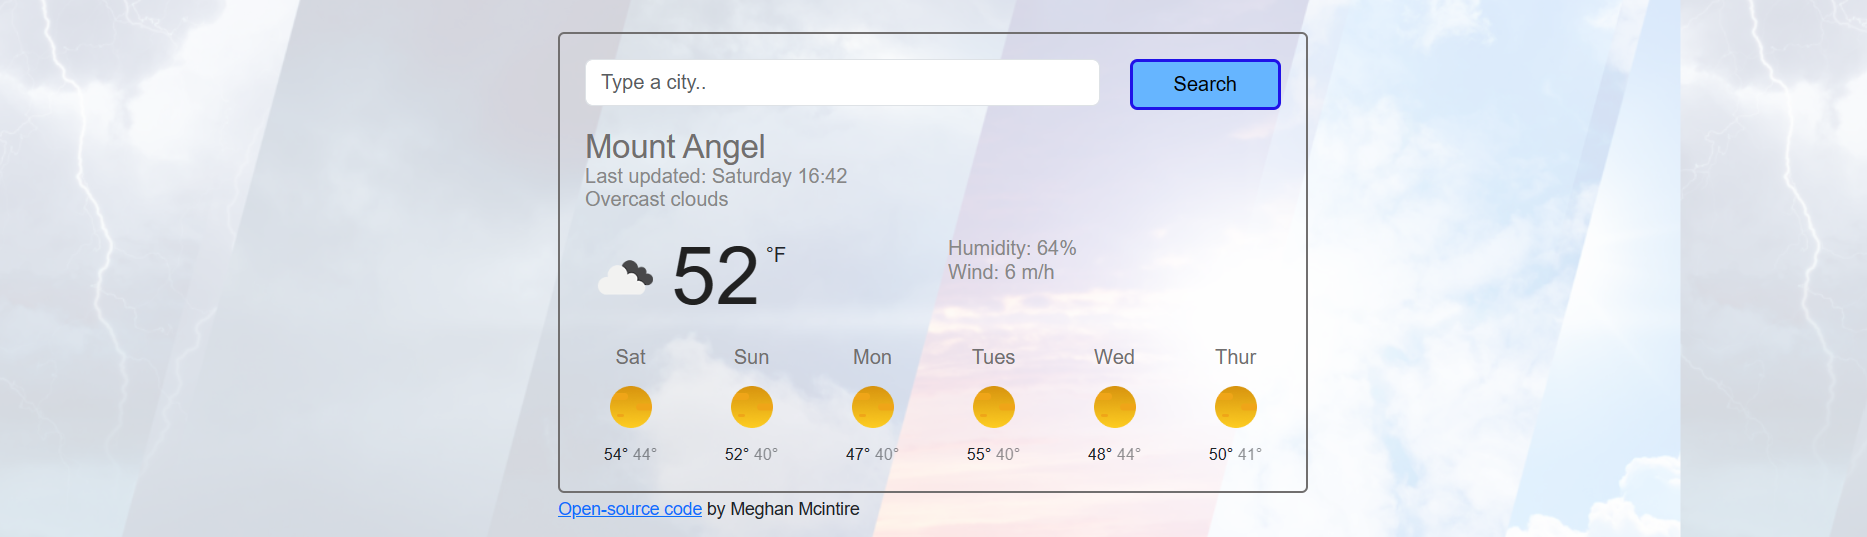 Type a city..
Search
Mount Angel
Last updated: Saturday 16:42
Overcast clouds
52 °F
Humidity: 64%
Wind: 6 m/h
Sat Sun Mon Tues Wed Thur
54° 44° 52° 40° 47° 40° 55° 40° 48° 44° 50° 41°
Open-source code by Meghan Mcintire